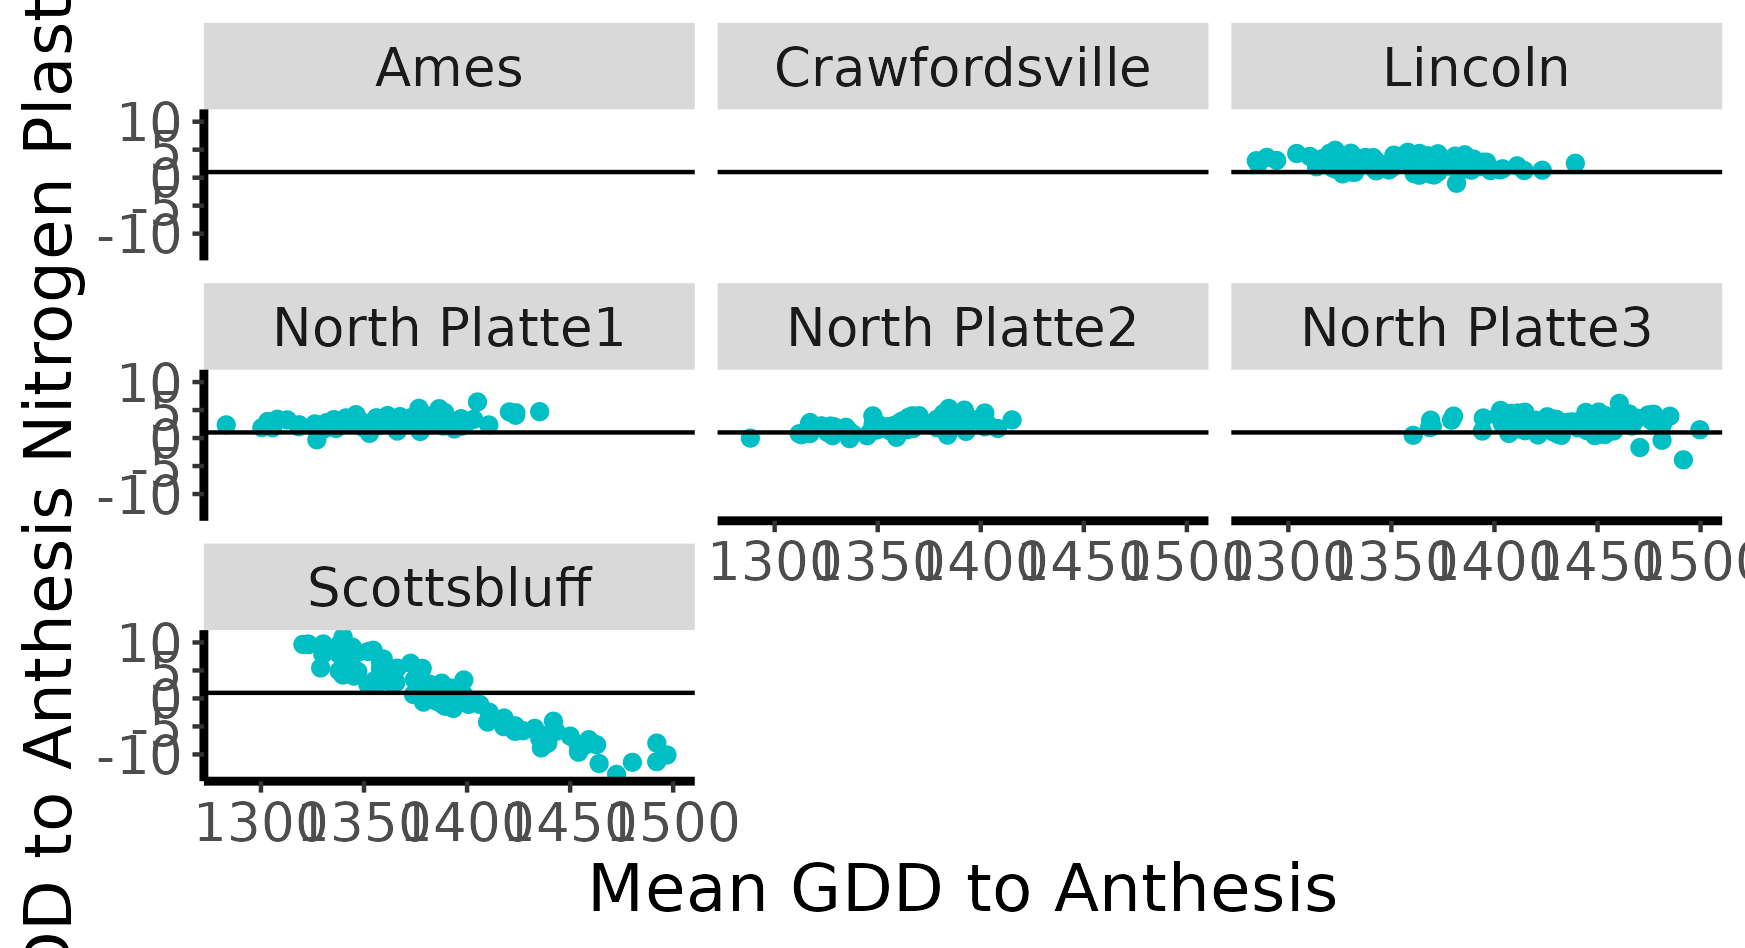 DD to Anthesis Nitrogen Plast
Ames
Crawfordsville
Lincoln
10
5
0
-5
-10
North Platte1
North Platte2
North Platte3
10
5
0
-5
-10
1300 1350 1400 1450 1500
1300 1350 1400 1450 1500
Scottsbluff
10
5
0
-5
-10
1300 1350 1400 1450 1500
Mean GDD to Anthesis